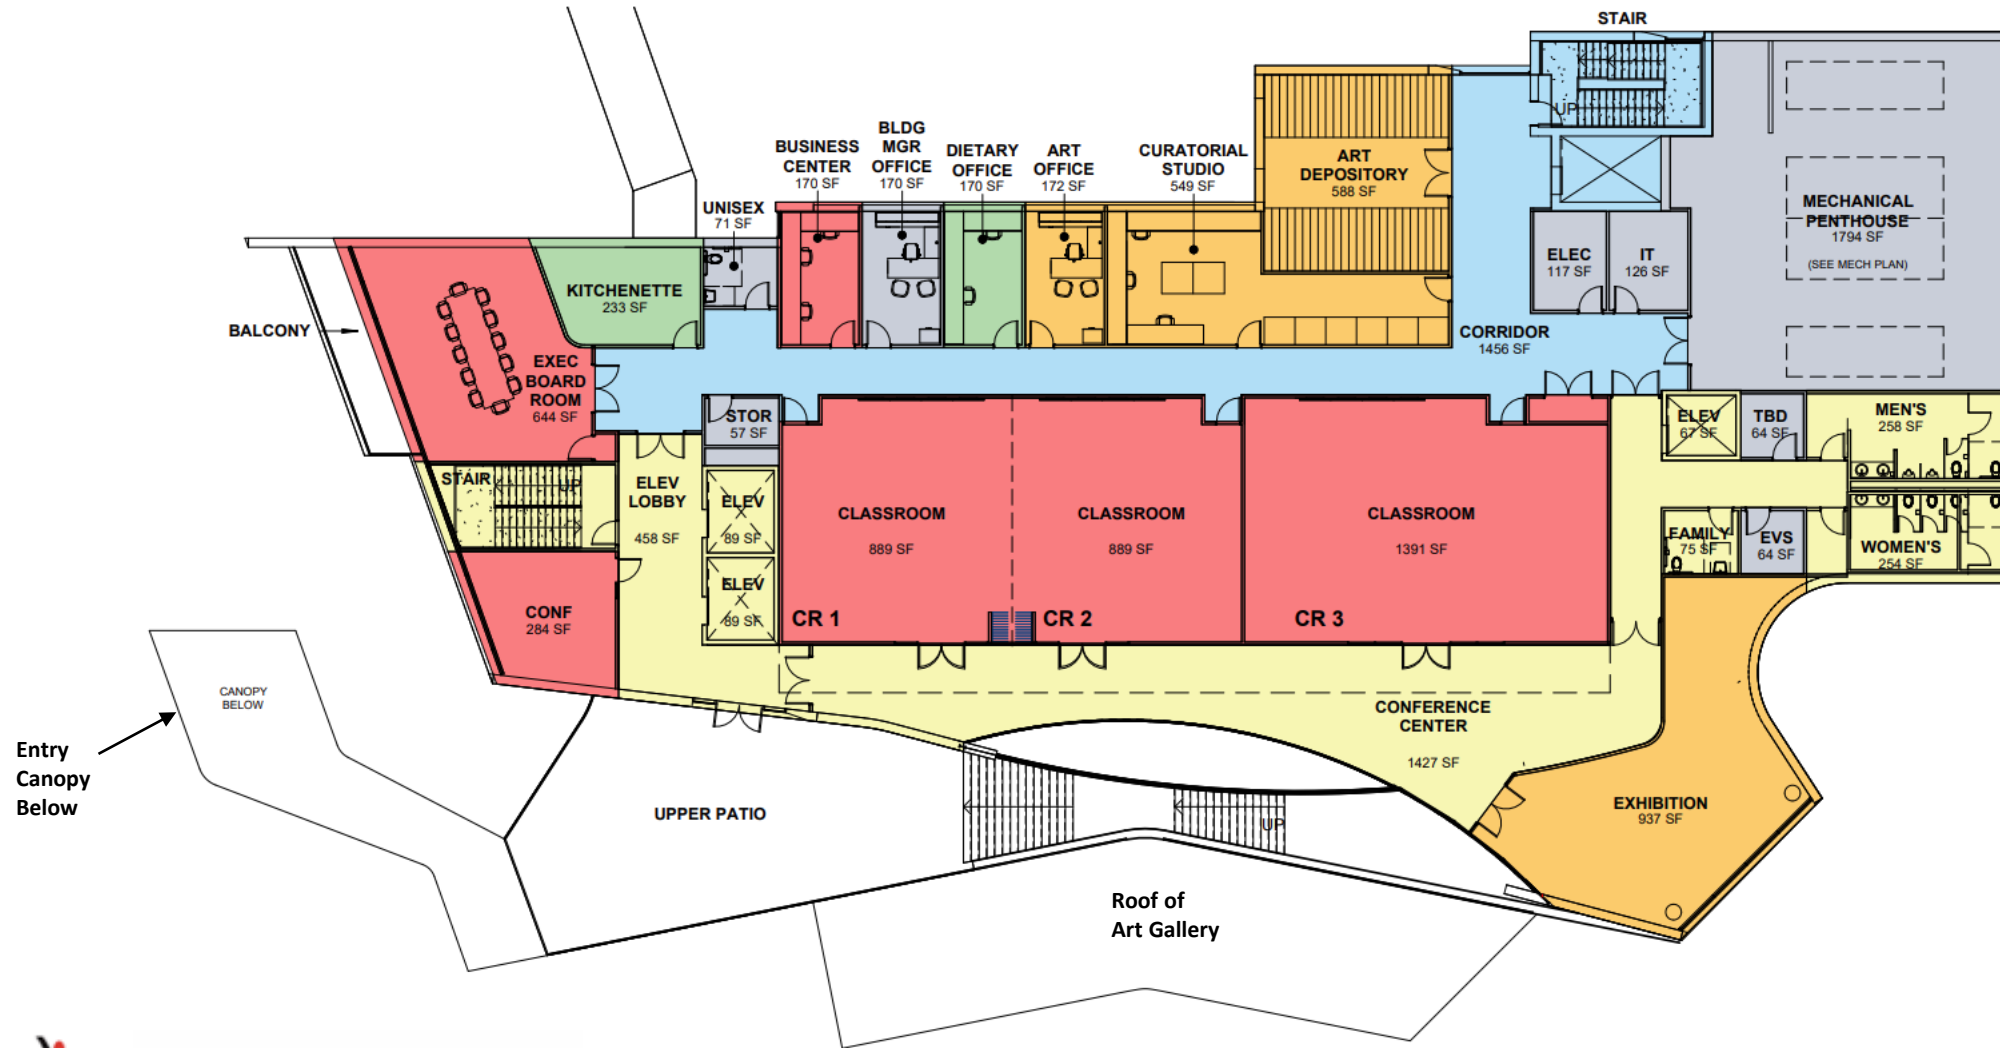 STAIR
UP
BUSINESS
CENTER
170 SF
BLDG
MGR
OFFICE
170 SF
DIETARY
OFFICE
170 SF
ART
OFFICE
172 SF
CURATORIAL
STUDIO
549 SF
ART
DEPOSITORY
588 SF
MECHANICAL
PENTHOUSE
1794 SF
(SEE MECH PLAN)
UNISEX
71 SF
KITCHENETTE
233 SF
ELEC
117 SF
IT
126 SF
BALCONY
EXEC
BOARD
ROOM
644 SF
CORRIDOR
1456 SF
STOR
57 SF
ELEV
67 SF
TBD
64 SF
MEN'S
258 SF
STAIR
UP
ELEV
LOBBY
458 SF
ELEV
89 SF
ELEV
89 SF
CLASSROOM
889 SF
CR 1
CLASSROOM
889 SF
CR 2
CLASSROOM
1391 SF
CR 3
FAMILY
75 SF
EVS
64 SF
WOMEN'S
254 SF
CONF
284 SF
CANOPY
BELOW
Entry
Canopy
Below
CONFERENCE
CENTER
1427 SF
UPPER PATIO
UP
EXHIBITION
937 SF
Roof of
Art Gallery